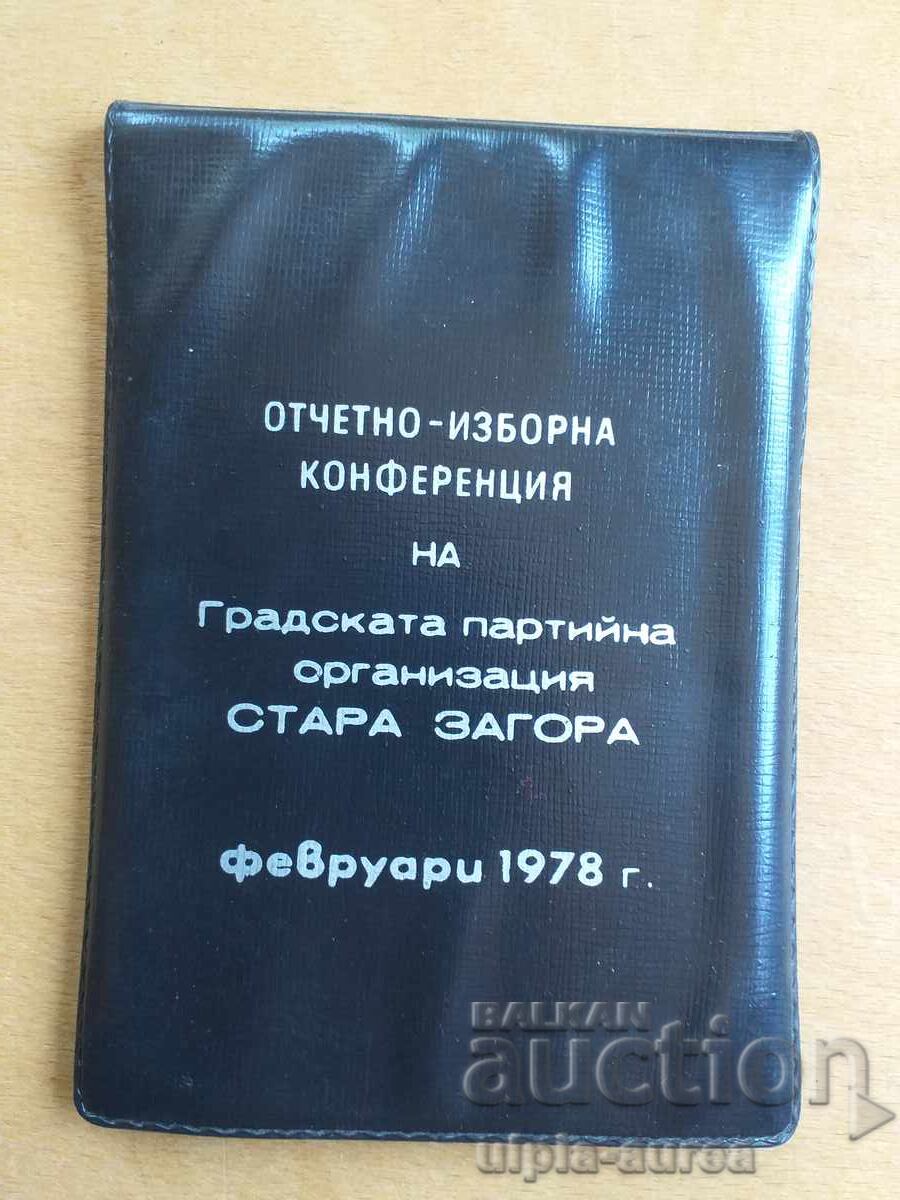 ОТЧЕТНО-ИЗБОРНА
КОНФЕРЕНЦИЯ
НА
Градската партийна
организация
СТАРА ЗАГОРА
февруари 1978 г.
BALKAN
auction
ulpia-aurea